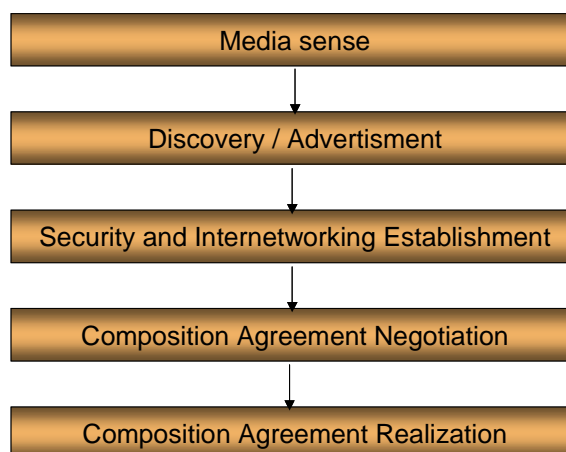 Media sense
Discovery / Advertisment
Security and Internetworking Establishment
Composition Agreement Negotiation
Composition Agreement Realization